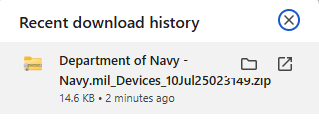 Recent download history
Department of Navy -
Navy.mil_Devices_10Jul25023149.zip
14.6 KB • 2 minutes ago